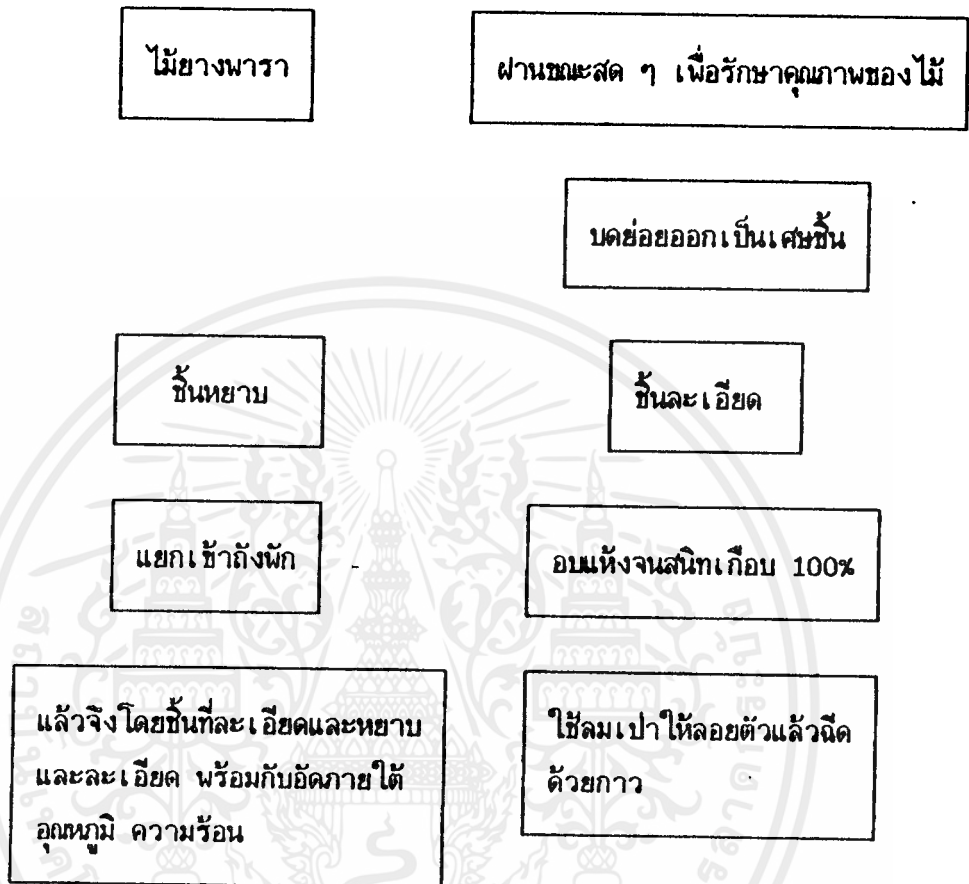 ไม้ยางพารา
ฝานขณะสด ๆ เพื่อรักษาคุณภาพของไม้
บดย่อยออกเป็นเศษชิ้น
ชิ้นหยาบ
ชิ้นละเอียด
แยกเข้าถังพัก
อบแห้งจนสนิทเกือบ 100%
แล้วจึงโดยชิ้นที่ละเอียดและหยาบ
และละเอียด พร้อมกับอัดภายใต้
อุณหภูมิ ความร้อน
ใช้ลมเปาให้ลอยตัวแล้วฉีด
ด้วยกาว